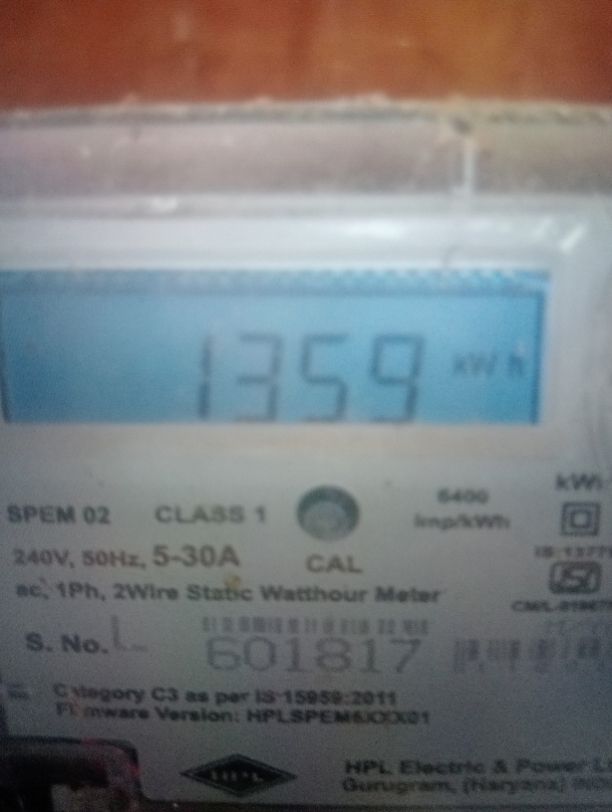 1359 kWh
kWh
SPEM 02 CLASS 1 6400
imp/kWh
240V, 50Hz, 5-30A CAL
ac, 1Ph, 2Wire Static Watthour Meter
S. No. 601817
Category C3 as per IS 15959:2011
Firmware Version: HPLSPEM6XXX01
HPL HPL Electric & Power
Gurugram, (Haryana)